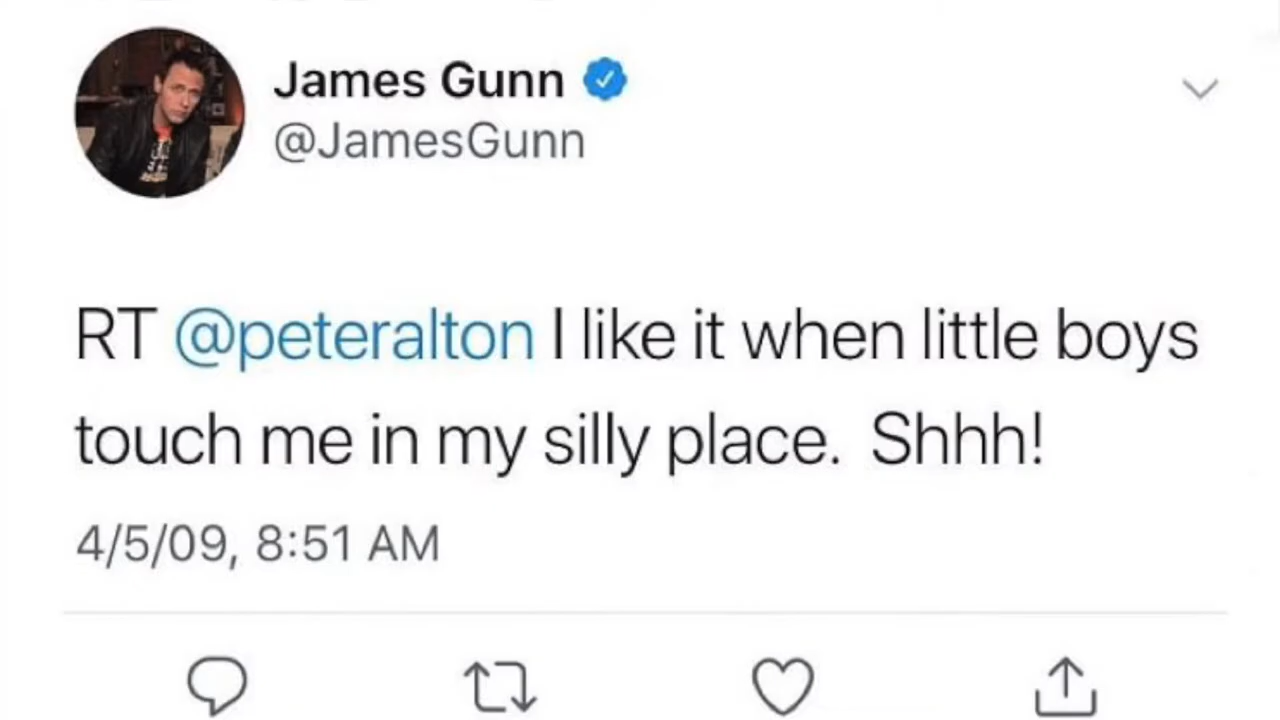 James Gunn
@JamesGunn
RT @peteralton I like it when little boys
touch me in my silly place.  Shhh!
4/5/09, 8:51 AM